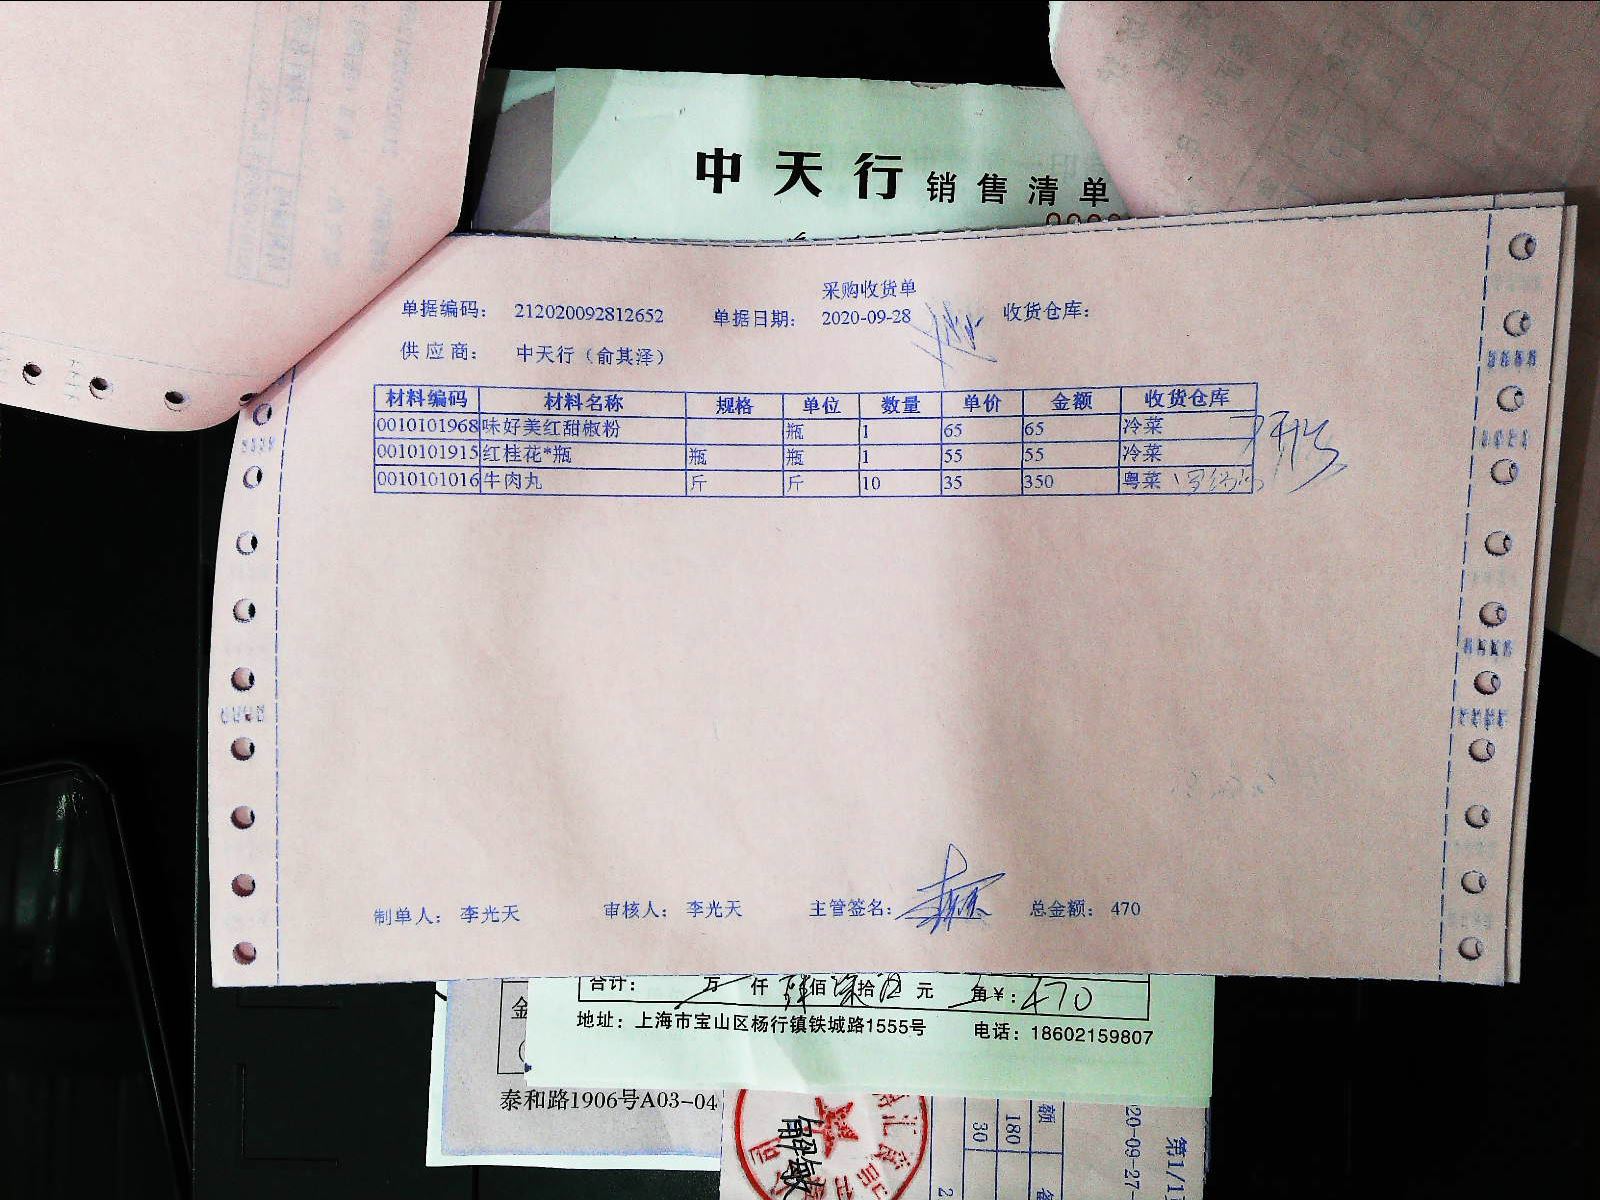 中天行 销售清单
采购收货单
单据编码： 212020092812652 单据日期： 2020-09-28 收货仓库：
供应商： 中天行（俞其泽）
材料编码 材料名称 规格 单位 数量 单价 金额 收货仓库
0010101968 味好美红甜椒粉 瓶 1 65 65 冷菜
0010101915 红桂花*瓶 瓶 瓶 1 55 55 冷菜
0010101016 牛肉丸 斤 斤 10 35 350 粤菜
制单人： 李光天 审核人： 李光天 主管签名： 总金额： 470
合计： 万 仟 佰 拾 元 角 ¥：470
地址：上海市宝山区杨行镇铁城路1555号 电话：18602159807
金
泰和路1906号A03-04
额
180
30
020-09-27-
第1/1